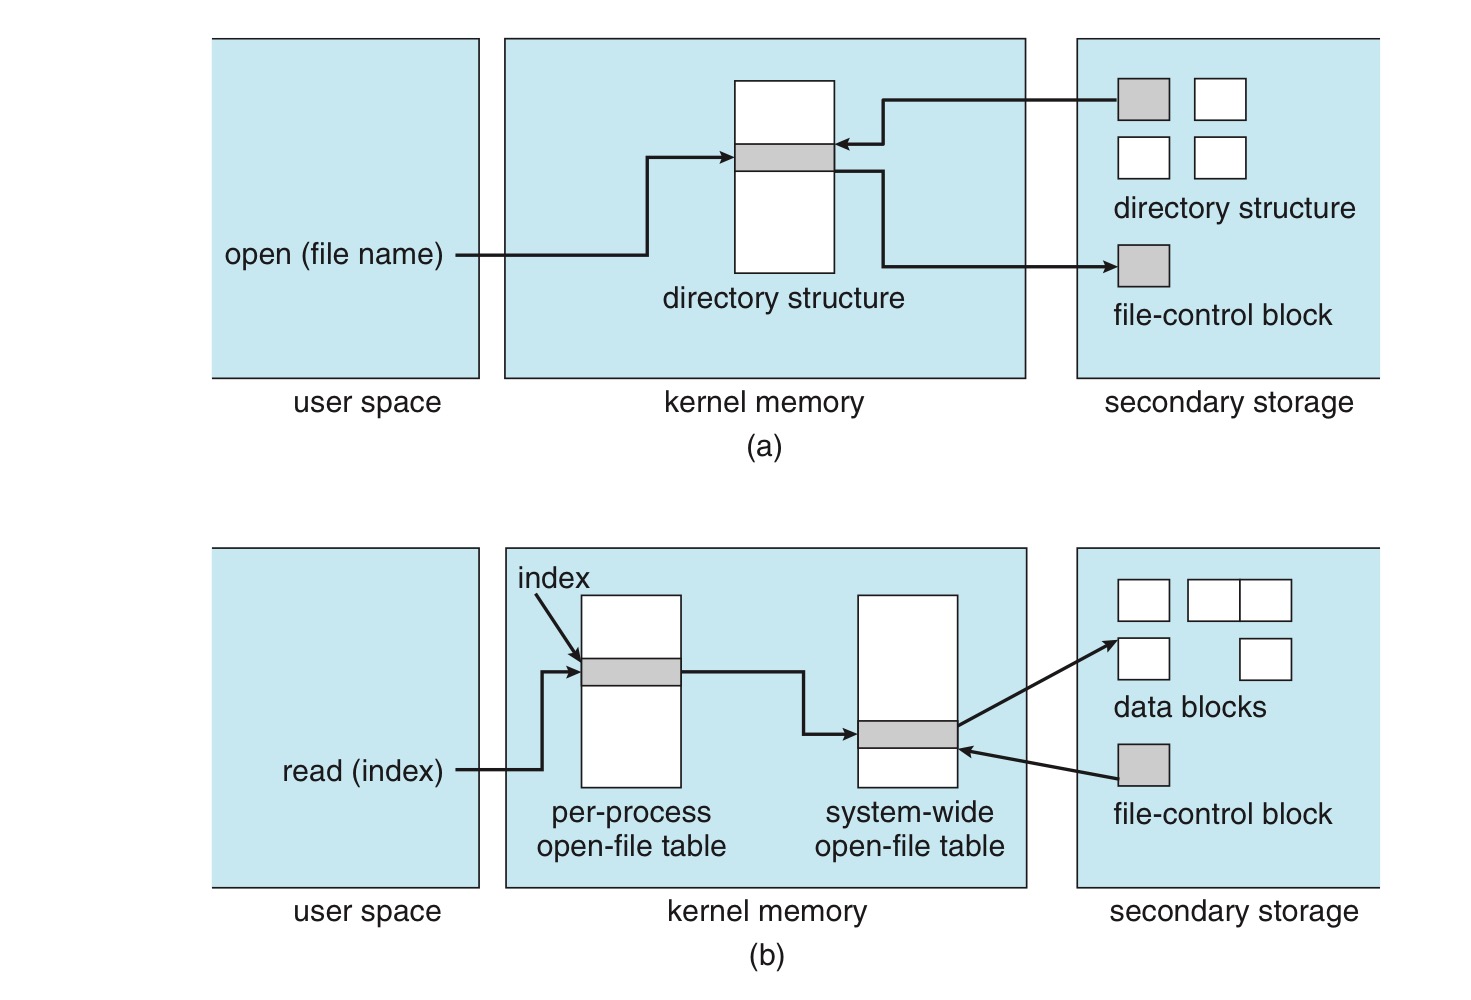 open (file name)
directory structure
directory structure
file-control block
user space
kernel memory
secondary storage
(a)
index
read (index)
per-process
open-file table
system-wide
open-file table
data blocks
file-control block
user space
kernel memory
secondary storage
(b)